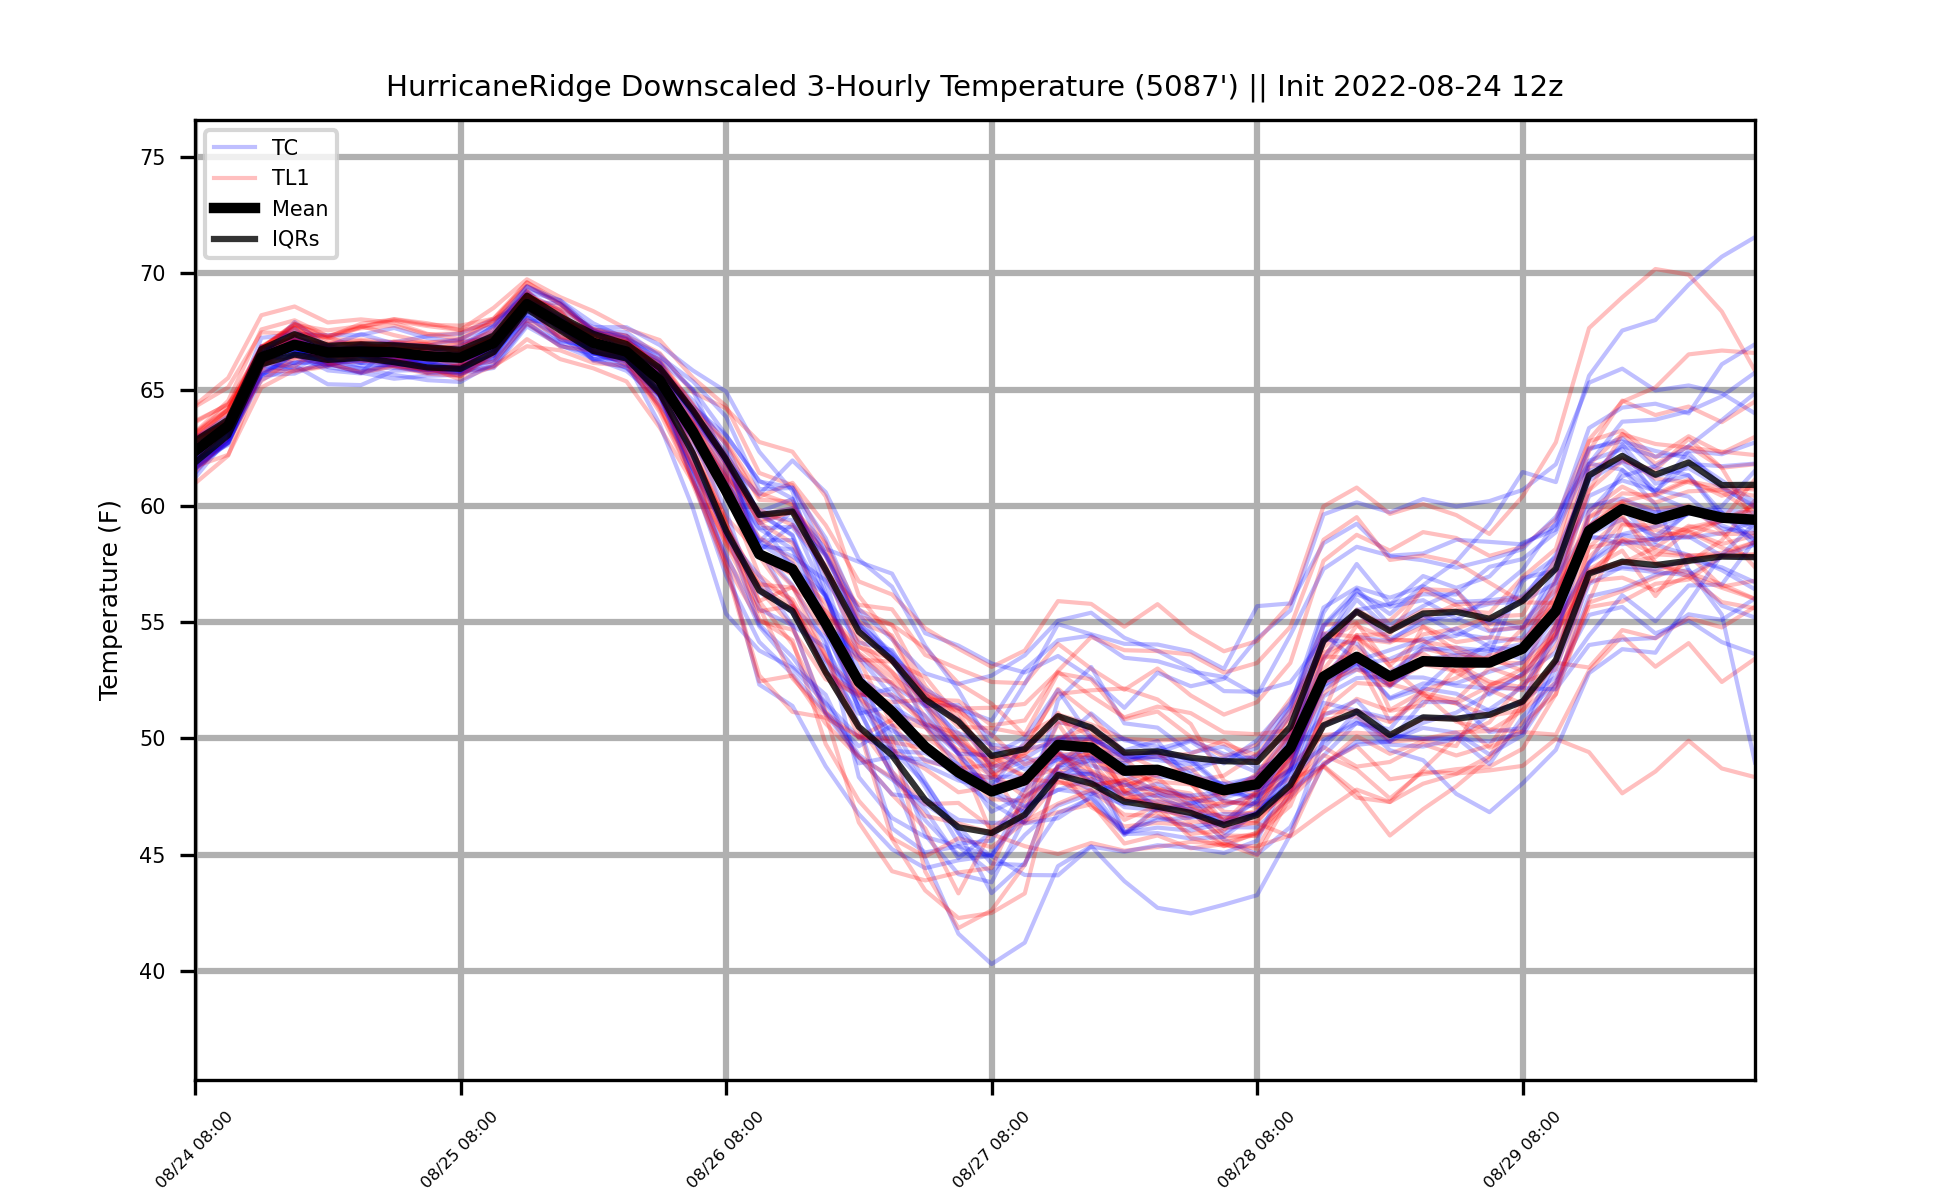 HurricaneRidge Downscaled 3-Hourly Temperature (5087') || Init 2022-08-24 12z
TC
TL1
Mean
IQRs
Temperature (F)
75
70
65
60
55
50
45
40
08/24 08:00
08/25 08:00
08/26 08:00
08/27 08:00
08/28 08:00
08/29 08:00